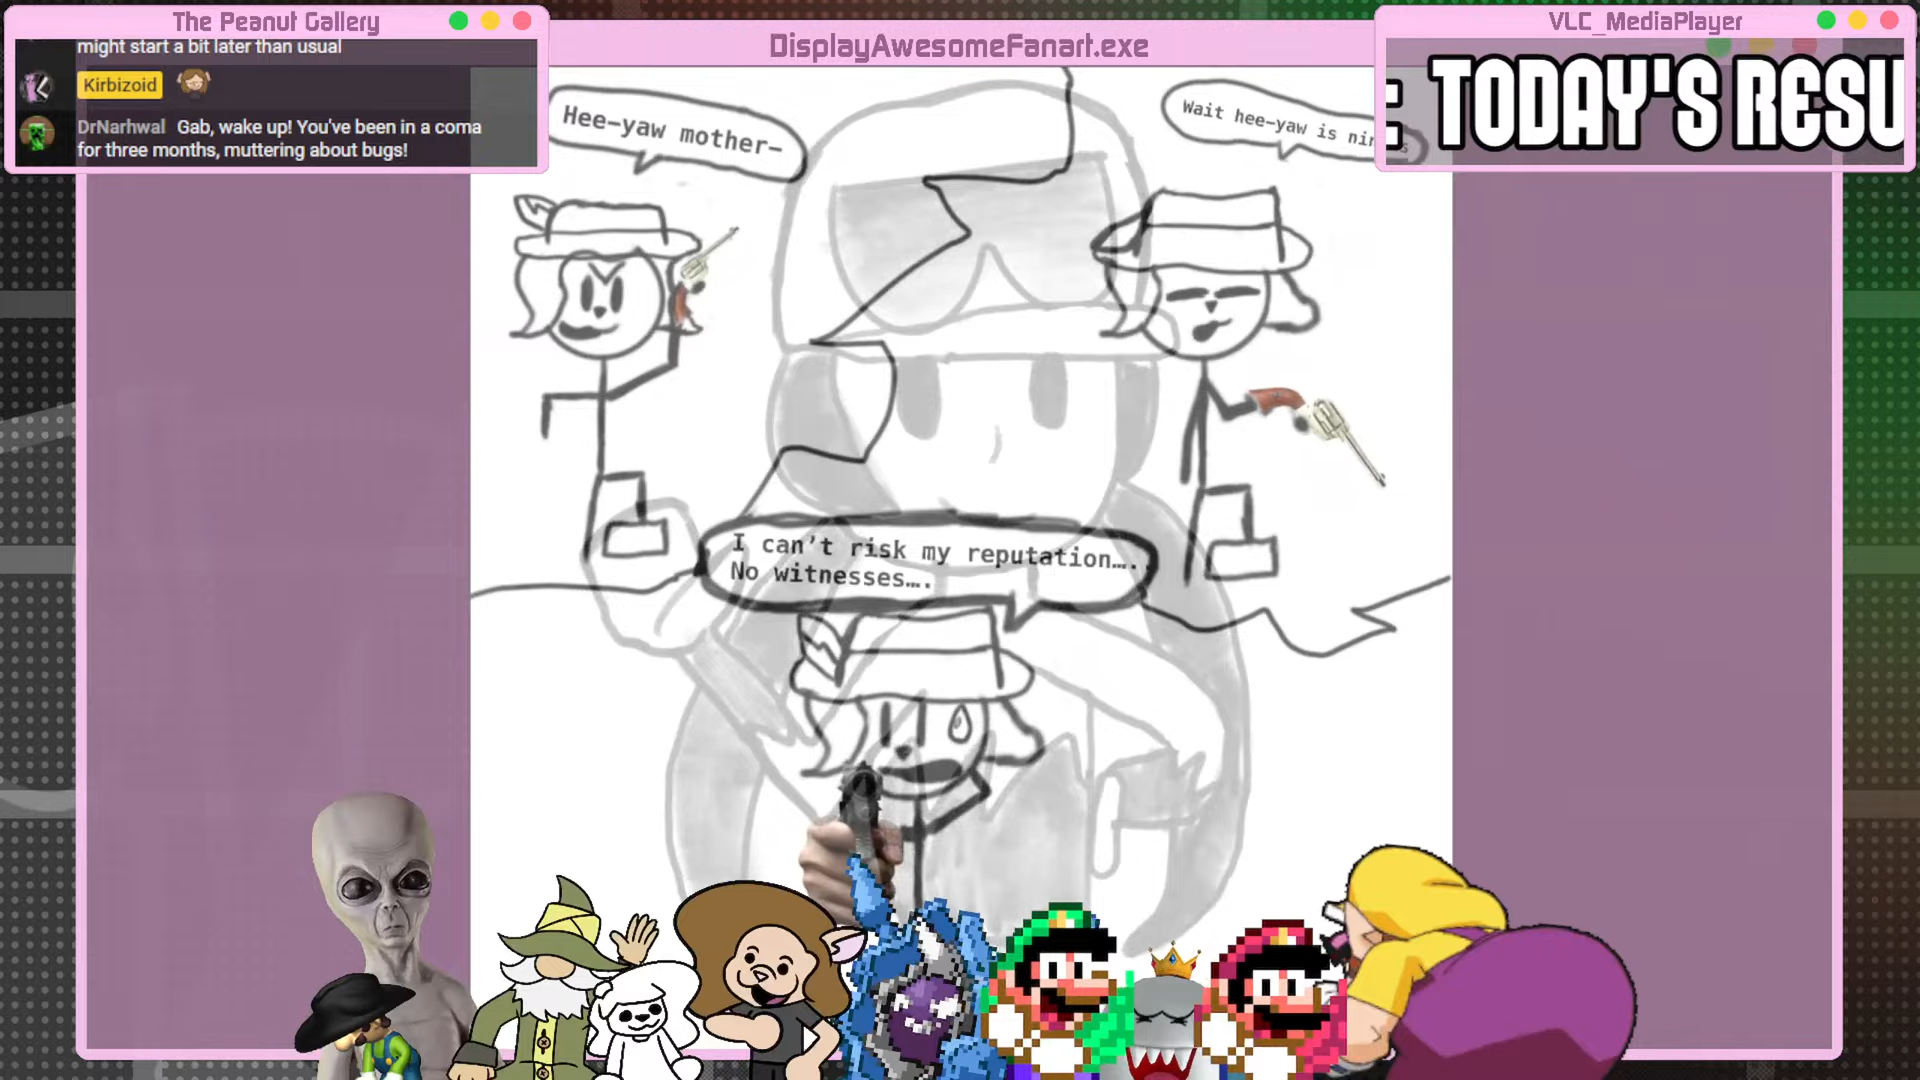 The Peanut Gallery
might start a bit later than usual
Kirbizoid
DrNarhwal Gab, wake up! You've been in a coma
for three months, muttering about bugs!
DisplayAwesomeFanart.exe
VLC_MediaPlayer
: TODAY'S RESU
Hee-yaw mother-
Wait hee-yaw is nin
I can't risk my reputation….
No witnesses….